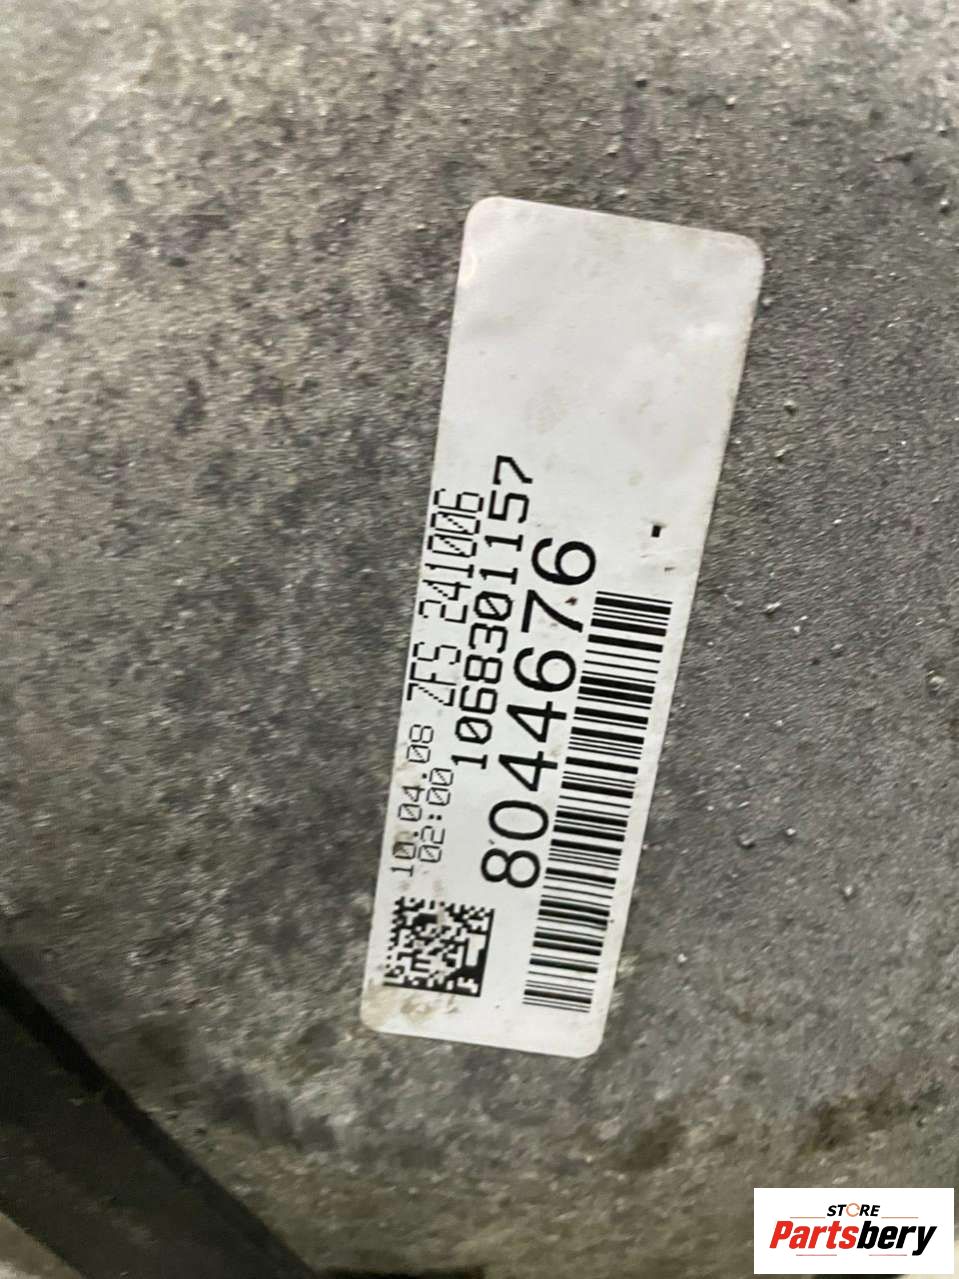 10.04.08 ZFS 241006
02:00 1068301157
8044676
STORE
Partsbery